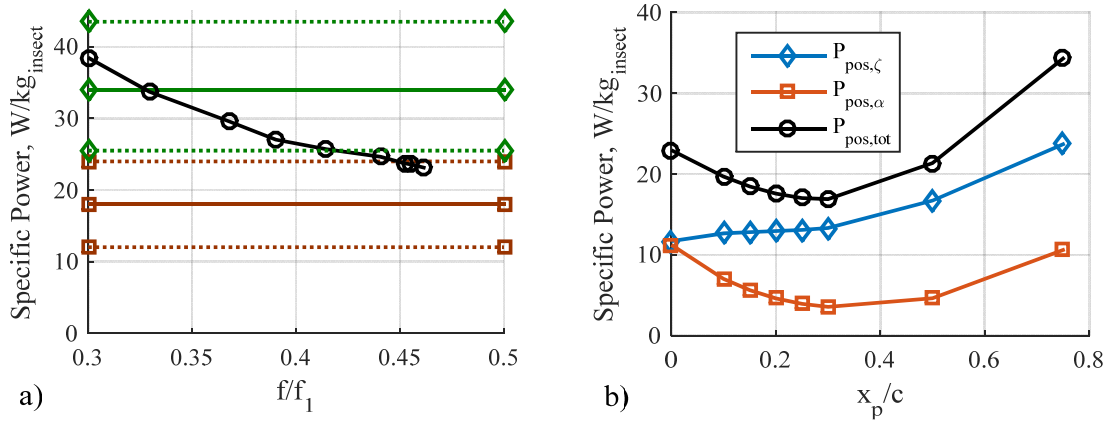 Specific Power, W/kg_insect
40
30
20
10
0
0.3 0.35 0.4 0.45 0.5
f/f_1
a)
Specific Power, W/kg_insect
40
30
20
10
0
0 0.2 0.4 0.6 0.8
x_p/c
b)
P_pos,ζ
P_pos,α
P_pos,tot